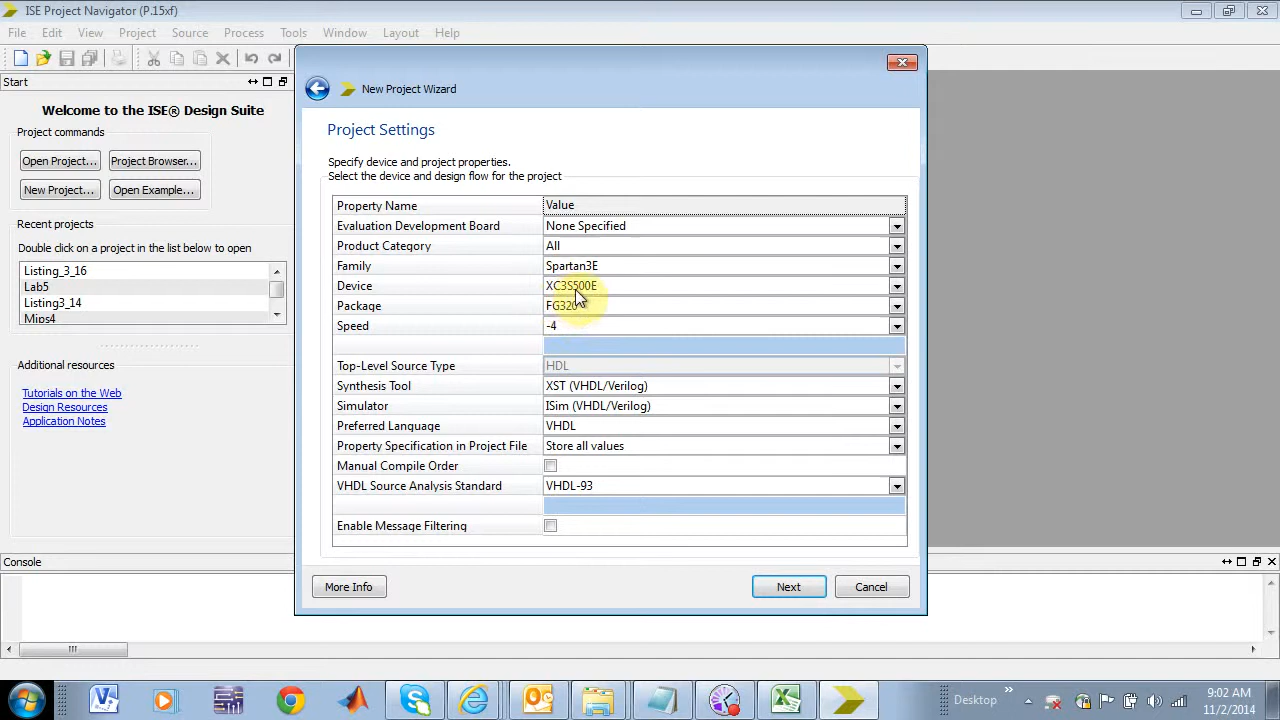 ISE Project Navigator (P.15xf)
File Edit View Project Source Process Tools Window Layout Help
Start
Welcome to the ISE® Design Suite
Project commands
Open Project... Project Browser...
New Project... Open Example...
Recent projects
Double click on a project in the list below to open
Listing_3_16
Lab5
Listing3_14
Mips4
Additional resources
Tutorials on the Web
Design Resources
Application Notes
New Project Wizard
Project Settings
Specify device and project properties.
Select the device and design flow for the project
Property Name Value
Evaluation Development Board None Specified
Product Category All
Family Spartan3E
Device XC3S500E
Package FG320
Speed -4
Top-Level Source Type HDL
Synthesis Tool XST (VHDL/Verilog)
Simulator ISim (VHDL/Verilog)
Preferred Language VHDL
Property Specification in Project File Store all values
Manual Compile Order
VHDL Source Analysis Standard VHDL-93
Enable Message Filtering
More Info Next Cancel
Console
Desktop
9:02 AM
11/2/2014